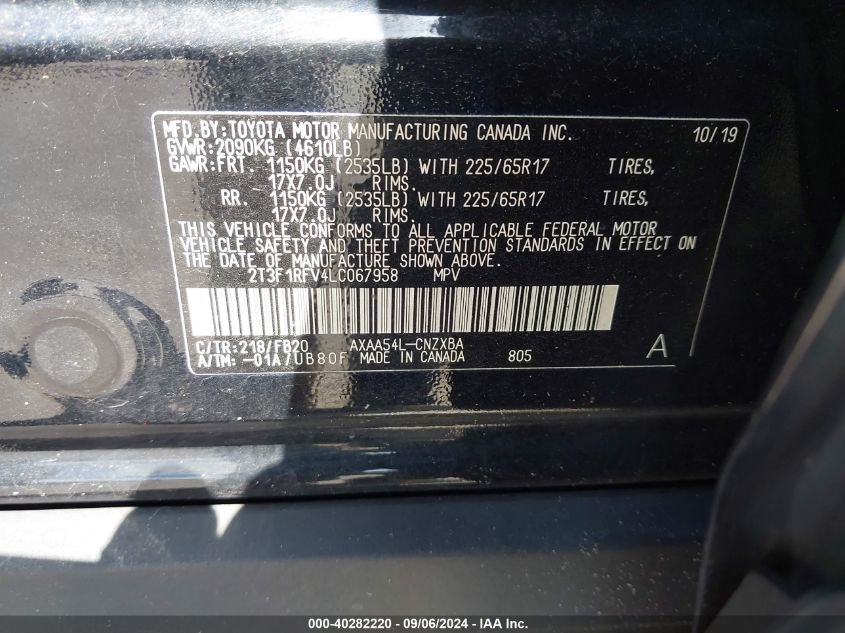 MFD.BY:TOYOTA MOTOR MANUFACTURING CANADA INC. 10/19
GVWR:2090KG (4610LB)
GAWR:FRT. 1150KG (2535LB) WITH 225/65R17 TIRES,
17X7.0J RIMS.
RR. 1150KG (2535LB) WITH 225/65R17 TIRES,
17X7.0J RIMS.
THIS VEHICLE CONFORMS TO ALL APPLICABLE FEDERAL MOTOR
VEHICLE SAFETY AND THEFT PREVENTION STANDARDS IN EFFECT ON
THE DATE OF MANUFACTURE SHOWN ABOVE.
2T3F1RFV4LC067958 MPV
C/TR:218/FB20 AXAA54L-CNZXBA
A/TM:-01A/UB80F MADE IN CANADA 805 A
000-40282220 - 09/06/2024 - IAA Inc.